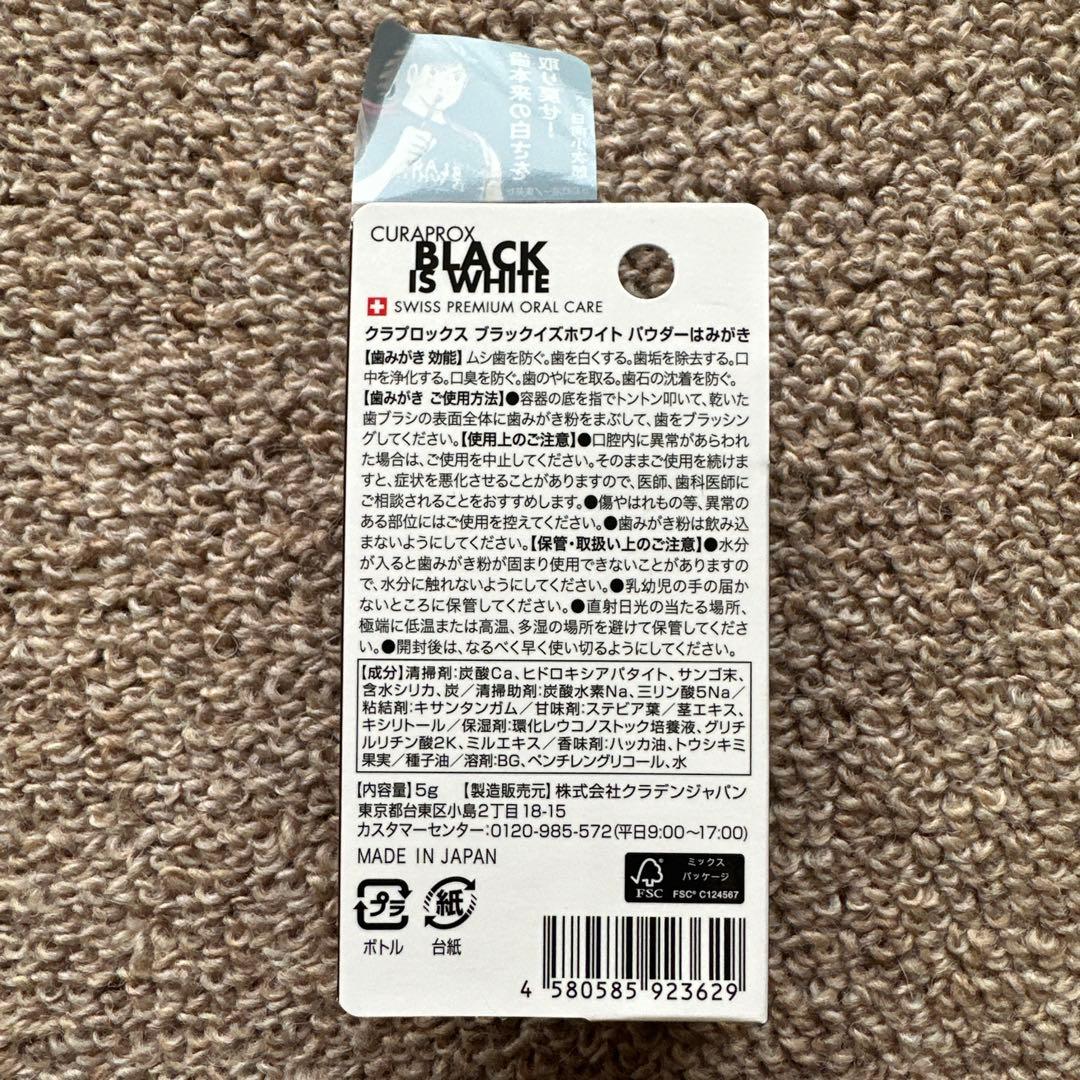 取り戻せ!
歯本来の白さを
CURAPROX
BLACK
IS WHITE
SWISS PREMIUM ORAL CARE
クラプロックス ブラックイズホワイト パウダーはみがき
【歯みがき 効能】ムシ歯を防ぐ。歯を白くする。歯垢を除去する。口
中を浄化する。口臭を防ぐ。歯のやにを取る。歯石の沈着を防ぐ。
【歯みがき ご使用方法】●容器の底を指でトントン叩いて、乾いた
歯ブラシの表面全体に歯みがき粉をまぶして、歯をブラッシン
グしてください。【使用上のご注意】●口腔内に異常があらわれ
た場合は、ご使用を中止してください。そのままご使用を続けま
すと、症状を悪化させることがありますので、医師、歯科医師に
ご相談されることをおすすめします。●傷やはれもの等、異常の
ある部位にはご使用を控えてください。●歯みがき粉は飲み込
まないようにしてください。【保管・取扱い上のご注意】●水分
が入ると歯みがき粉が固まり使用できないことがありますの
で、水分に触れないようにしてください。●乳幼児の手の届か
ないところに保管してください。●直射日光の当たる場所、
極端に低温または高温、多湿の場所を避けて保管してくださ
い。●開封後は、なるべく早く使い切るようにしてください。
【成分】清掃剤:炭酸Ca、ヒドロキシアパタイト、サンゴ末、
含水シリカ、炭/清掃助剤:炭酸水素Na、三リン酸5Na/
粘結剤:キサンタンガム/甘味剤:ステビア葉/茎エキス、
キシリトール/保湿剤:環化レウコノストック培養液、グリチ
ルリチン酸2K、ミルエキス/香味剤:ハッカ油、トウシキミ
果実/種子油/溶剤:BG、ペンチレングリコール、水
【内容量】5g 【製造販売元】株式会社クラデンジャパン
東京都台東区小島2丁目18-15
カスタマーセンター:0120-985-572(平日9:00〜17:00)
MADE IN JAPAN
ミックス
パッケージ
FSC
FSC® C124567
プラ
紙
ボトル
台紙
4 580585 923629